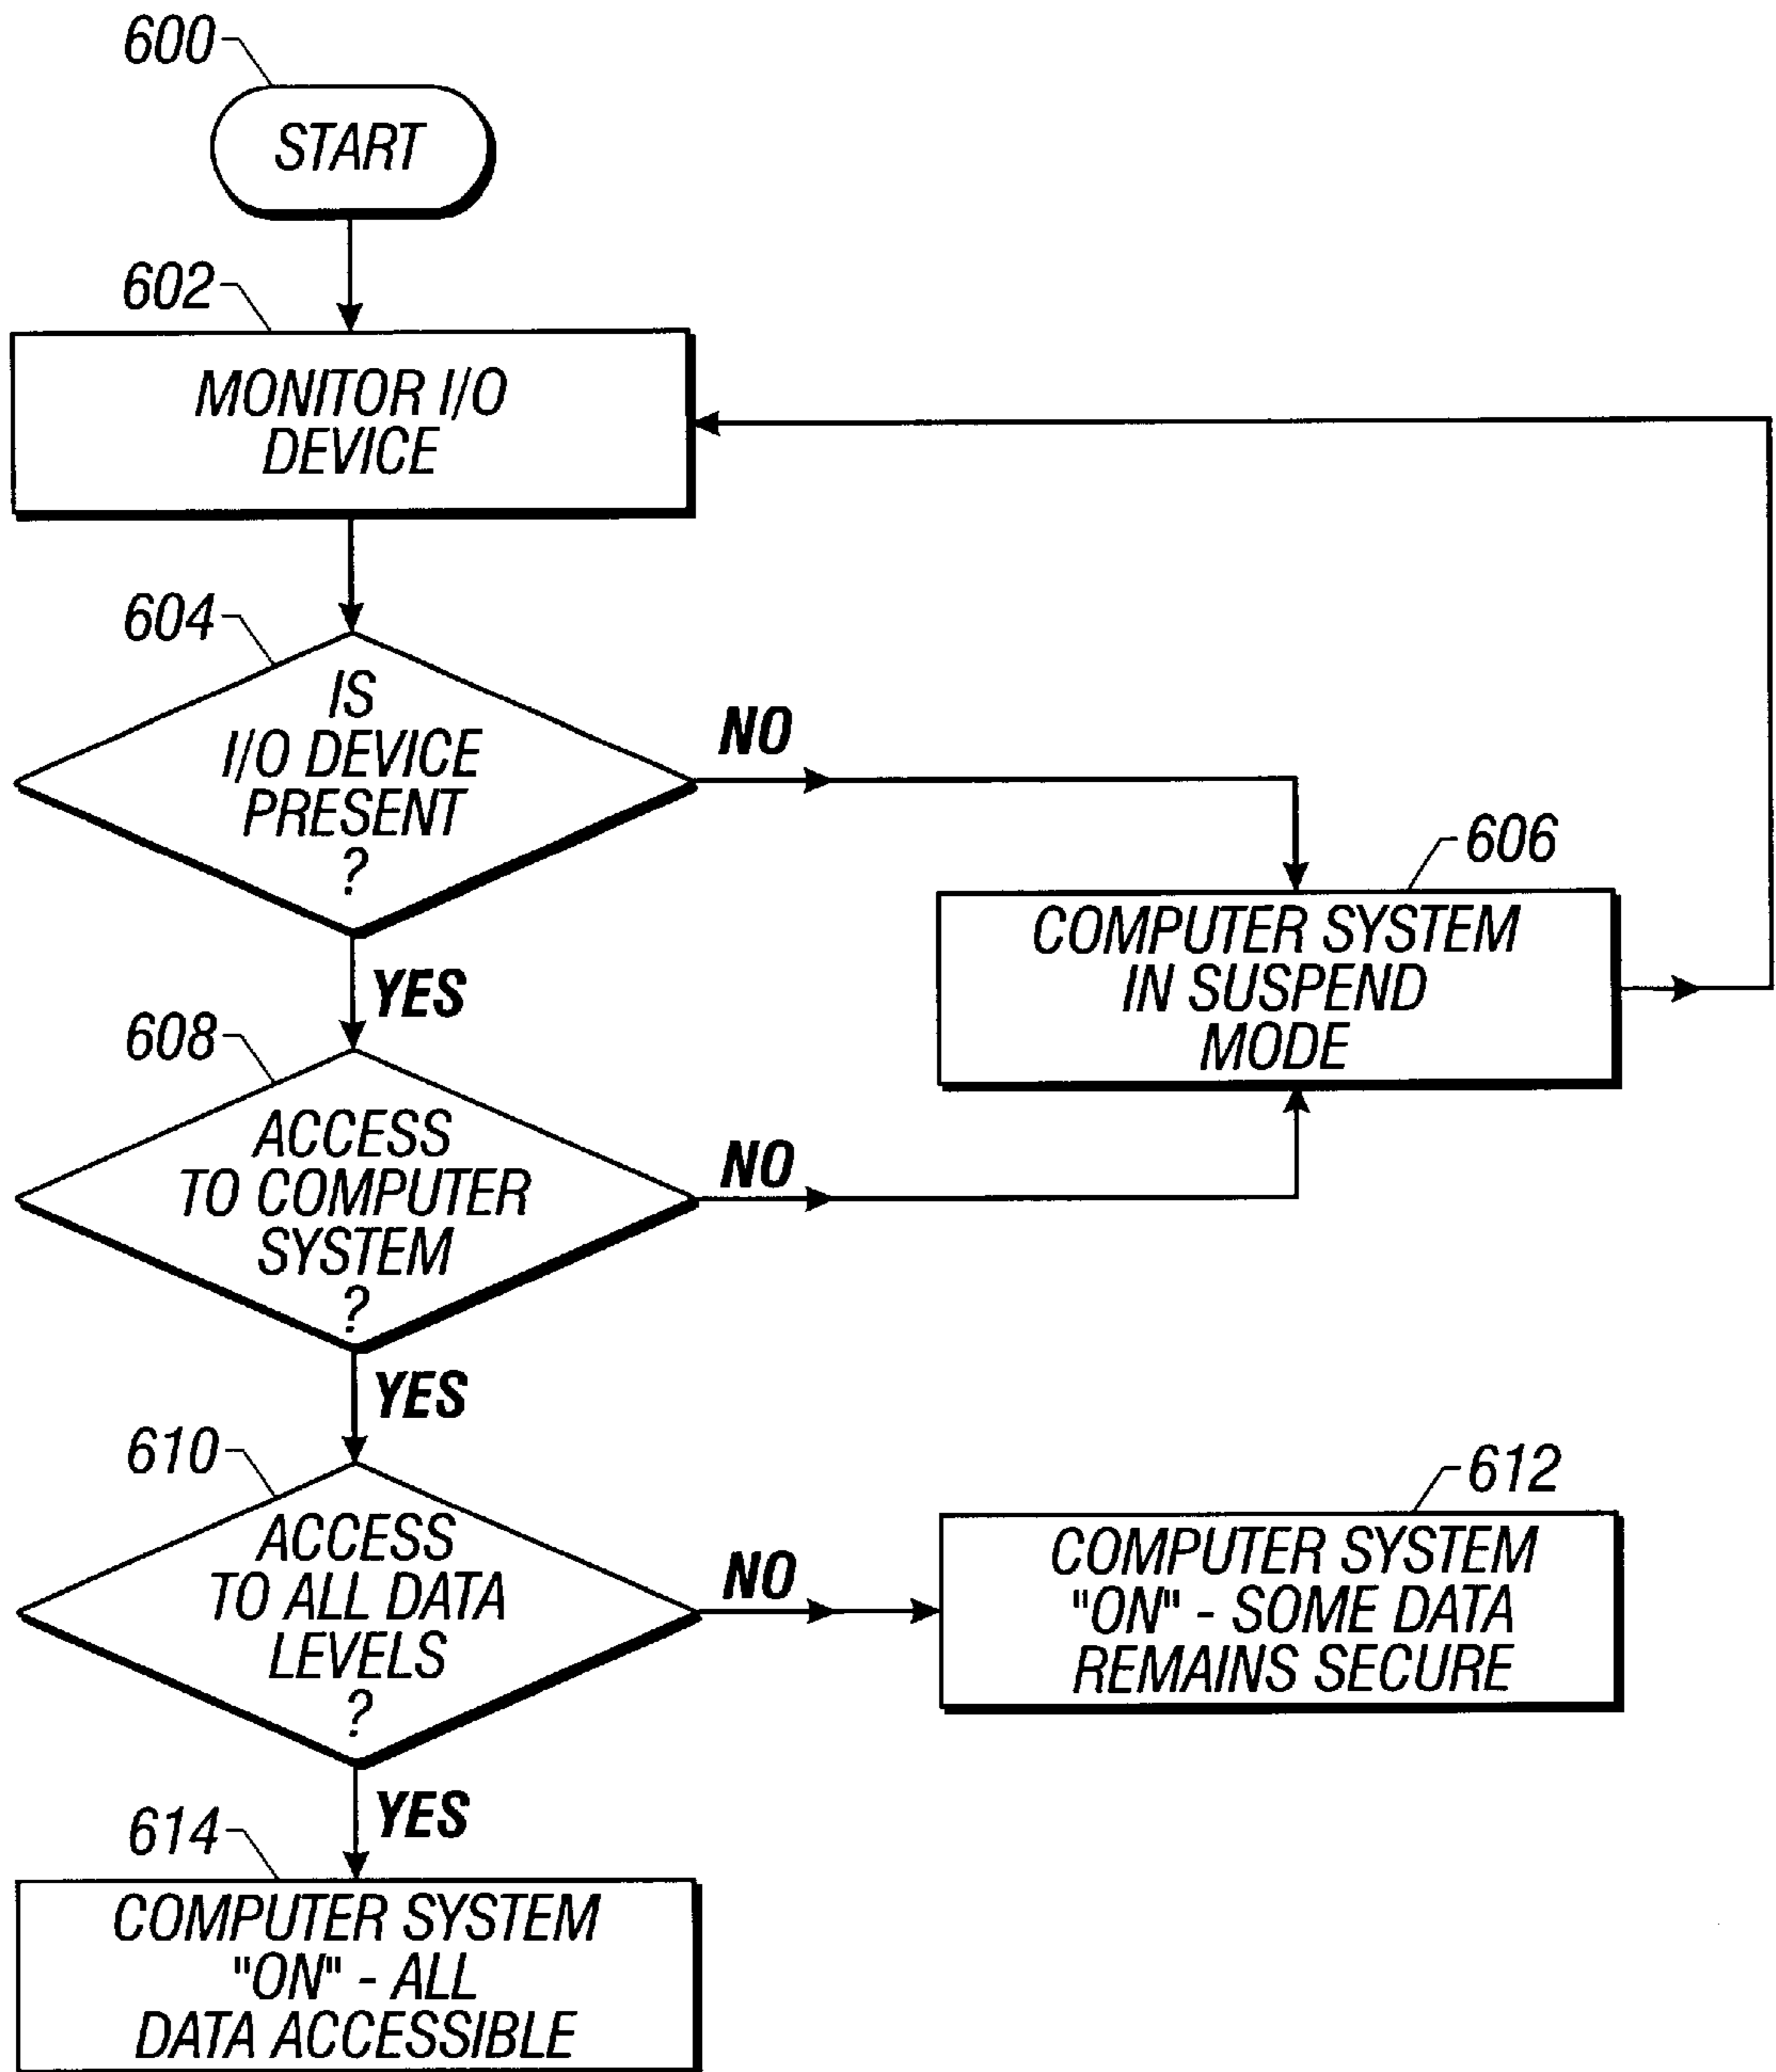 600
START
602
MONITOR I/O
DEVICE
604
IS
I/O DEVICE
PRESENT
?
NO
606
COMPUTER SYSTEM
IN SUSPEND
MODE
YES
608
ACCESS
TO COMPUTER
SYSTEM
?
NO
YES
610
ACCESS
TO ALL DATA
LEVELS
?
NO
612
COMPUTER SYSTEM
"ON" - SOME DATA
REMAINS SECURE
YES
614
COMPUTER SYSTEM
"ON" - ALL
DATA ACCESSIBLE